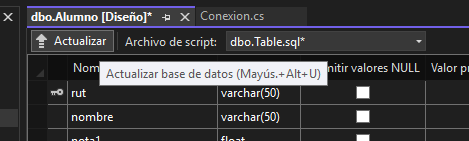 dbo.Alumno [Diseño]* Conexion.cs
Actualizar Archivo de script: dbo.Table.sql*
Actualizar base de datos (Mayús.+Alt+U)
Nom nitir valores NULL Valor pr
rut varchar(50)
nombre varchar(50)
nota1 float